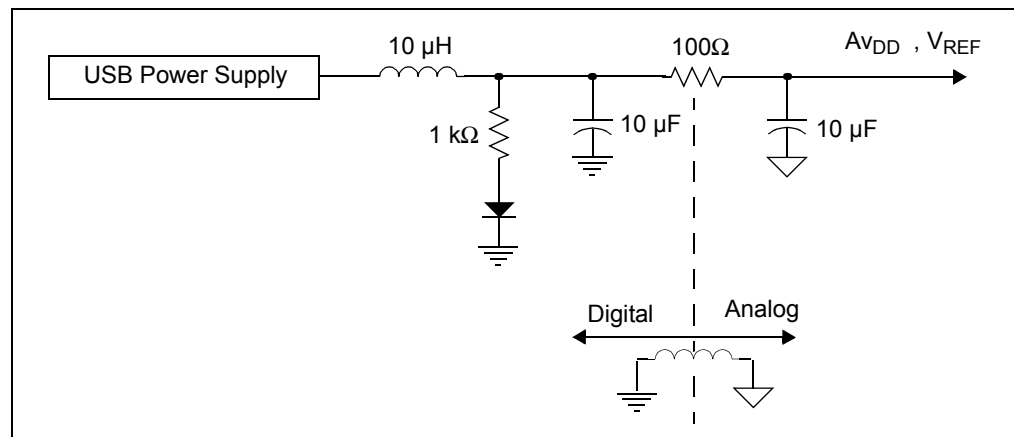 USB Power Supply
10 µH
100Ω
AvDD , VREF
1 kΩ
10 µF
10 µF
Digital
Analog